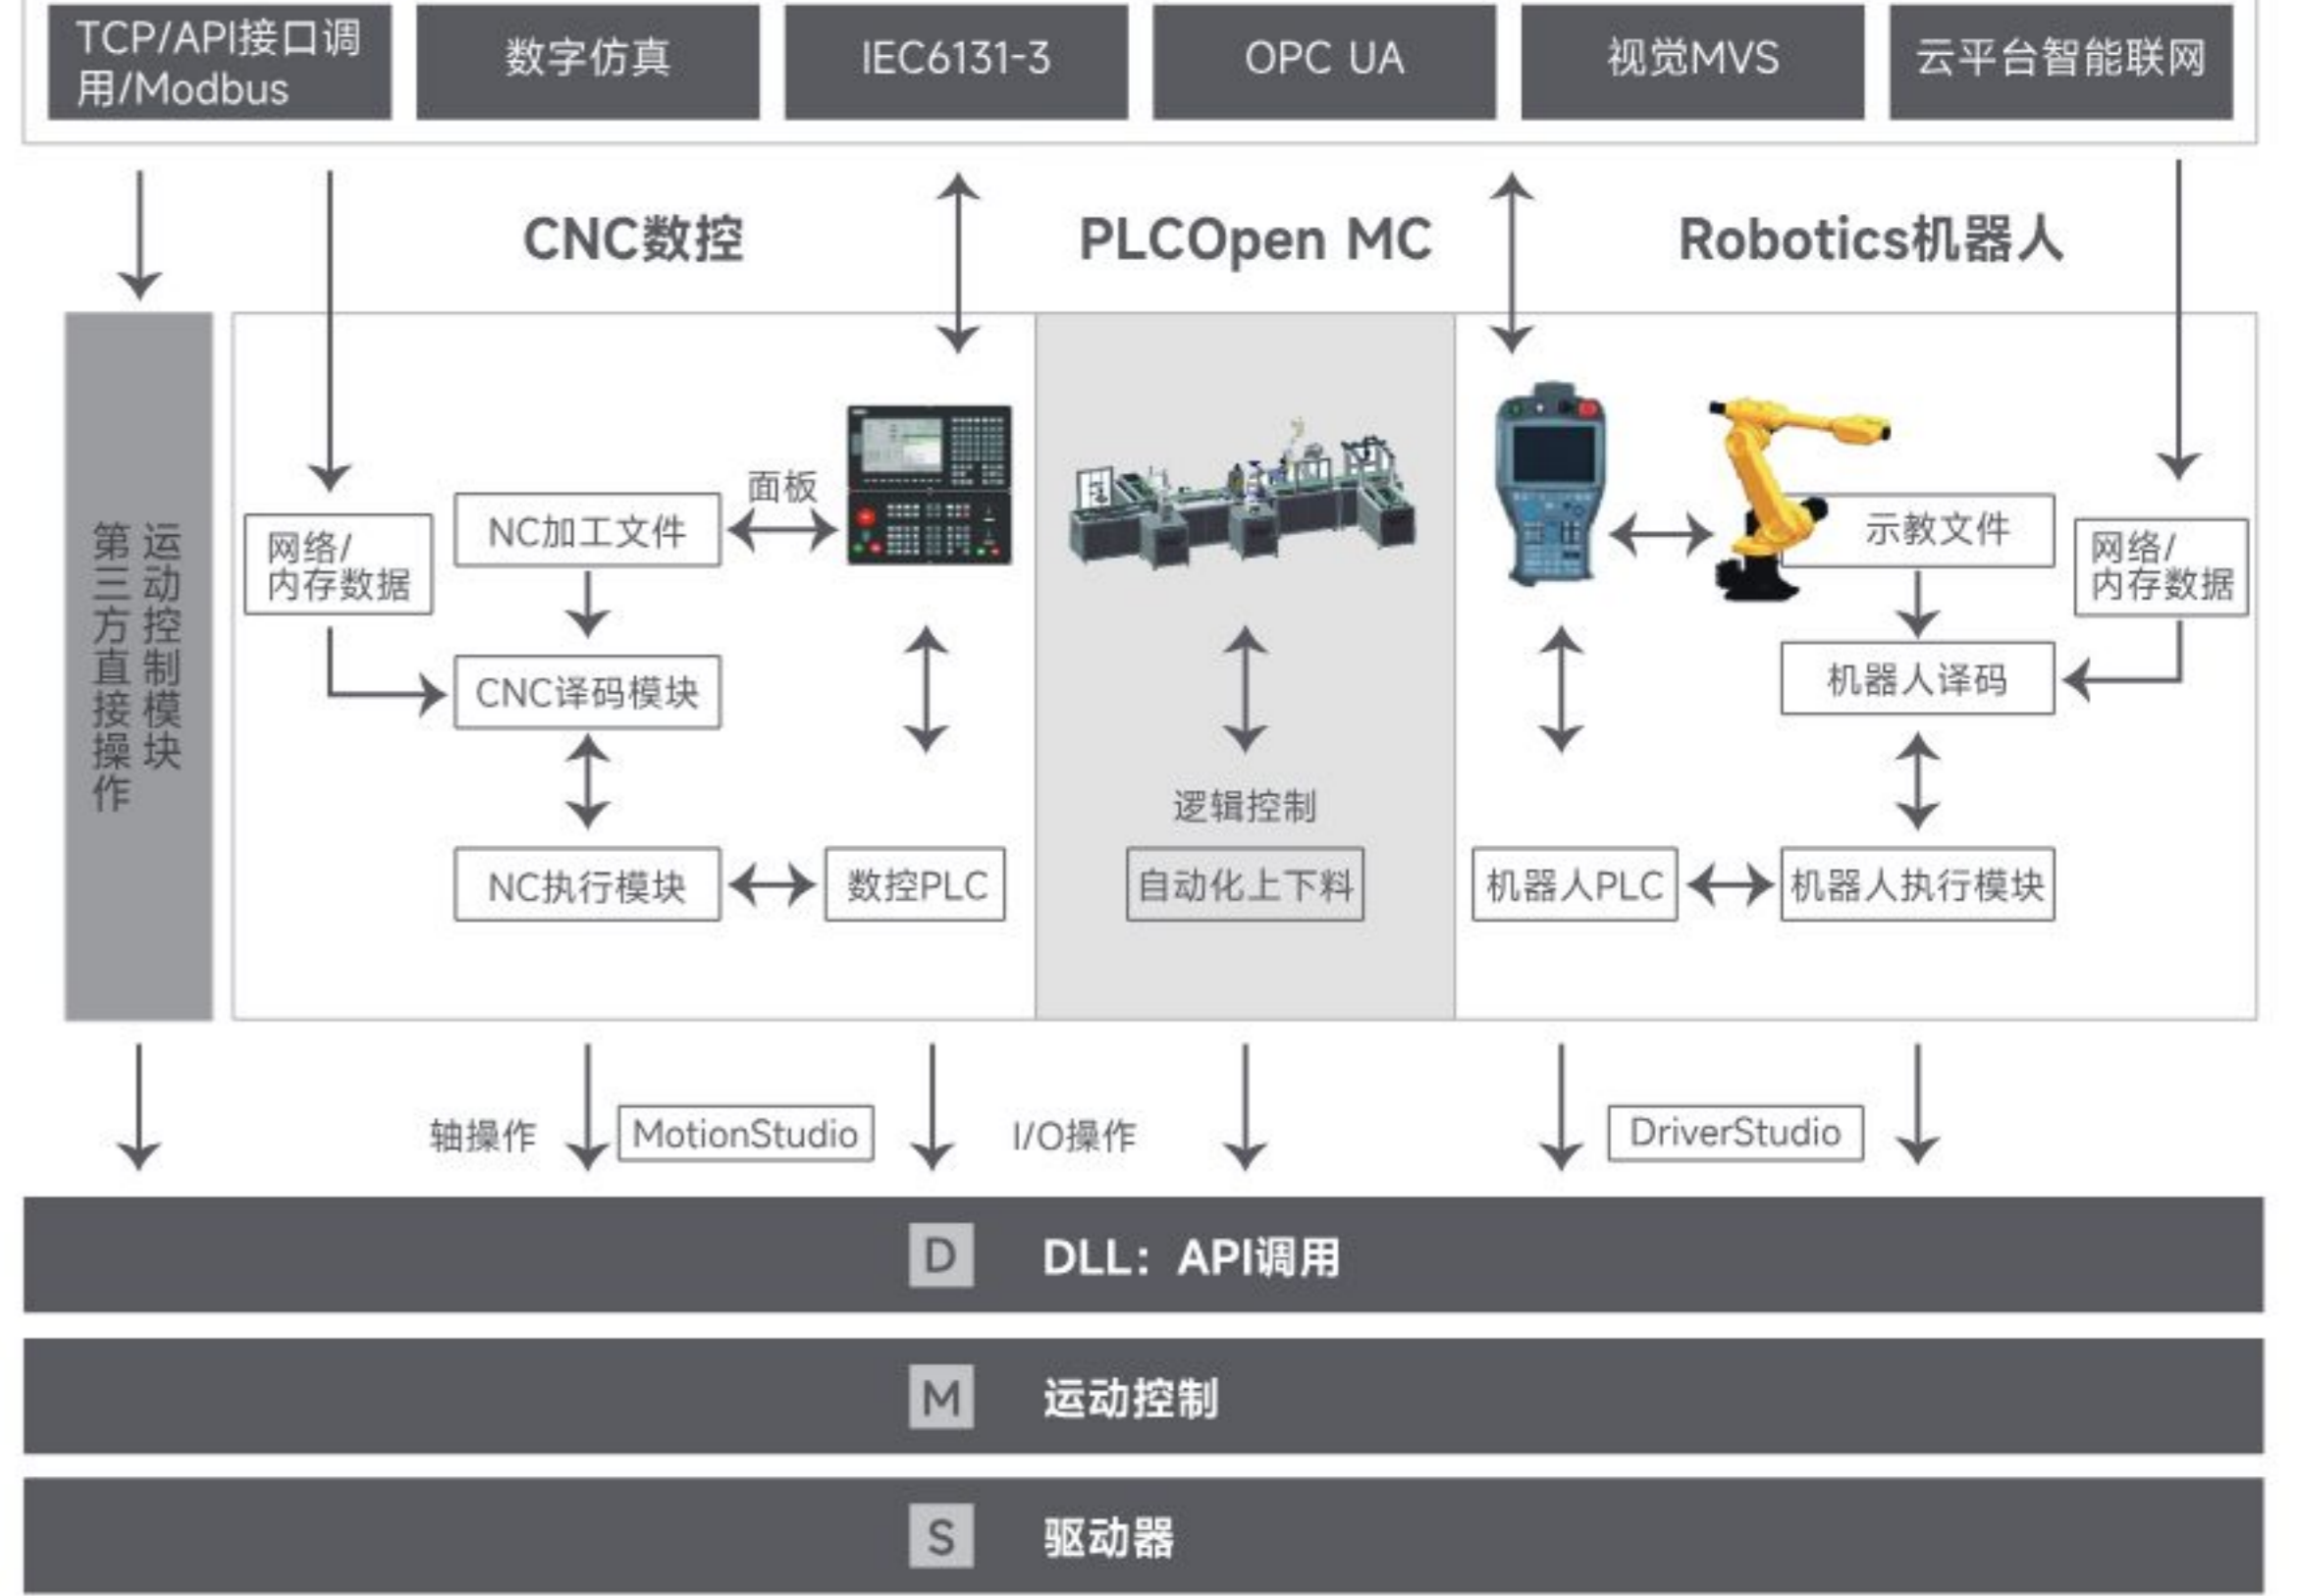 TCP/API接口调
用/Modbus
数字仿真
IEC6131-3
OPC UA
视觉MVS
云平台智能联网
CNC数控
PLCOpen MC
Robotics机器人
第三方直接操作
运动控制模块
网络/
内存数据
NC加工文件
面板
CNC译码模块
NC执行模块
数控PLC
逻辑控制
自动化上下料
示教文件
网络/
内存数据
机器人译码
机器人PLC
机器人执行模块
轴操作
MotionStudio
I/O操作
DriverStudio
D DLL：API调用
M 运动控制
S 驱动器